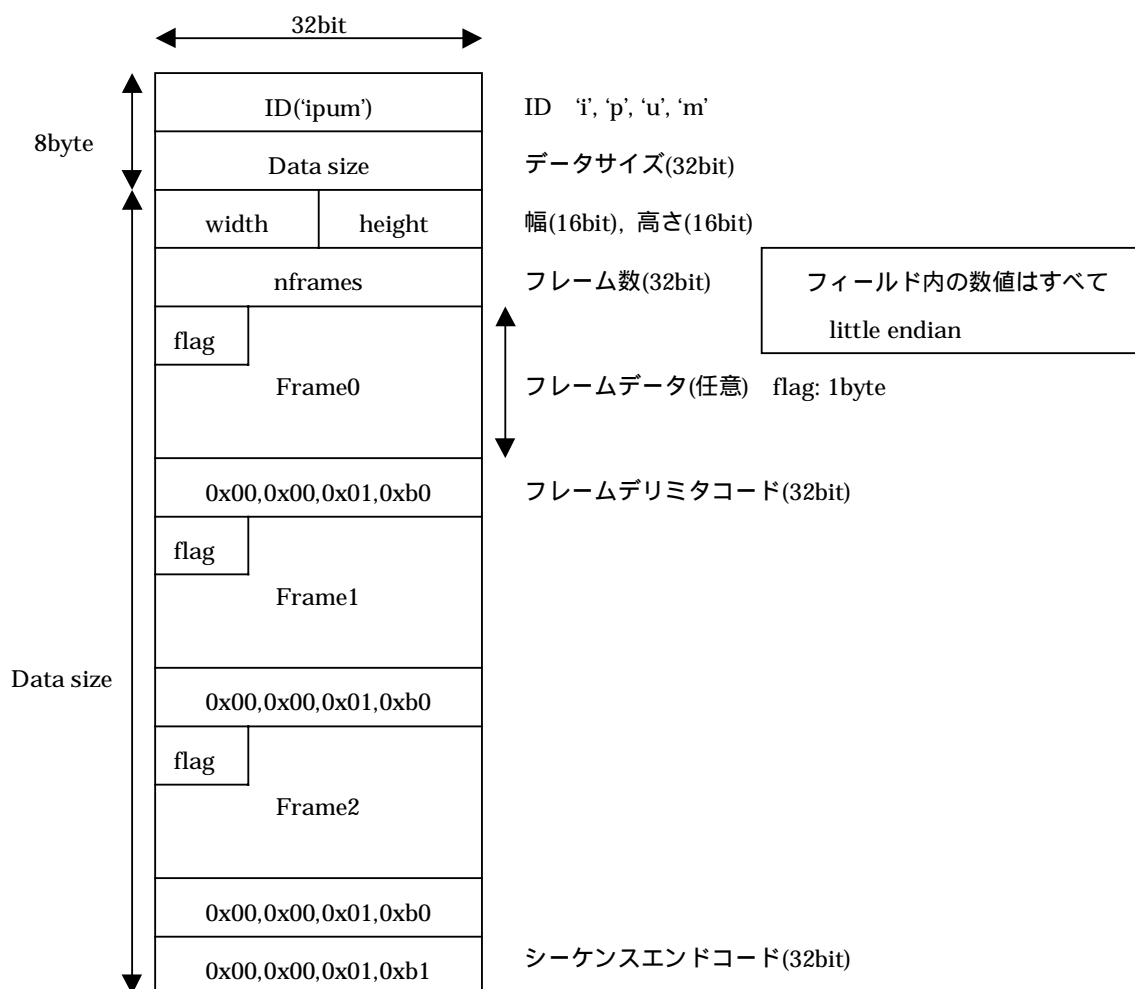 32bit
ID(‘ipum’)
ID ‘i’, ‘p’, ‘u’, ‘m’
8byte
Data size
データサイズ(32bit)
width
height
幅(16bit), 高さ(16bit)
nframes
フレーム数(32bit)
フィールド内の数値はすべて
little endian
flag
Frame0
フレームデータ(任意) flag: 1byte
0x00,0x00,0x01,0xb0
フレームデリミタコード(32bit)
flag
Frame1
Data size
0x00,0x00,0x01,0xb0
flag
Frame2
0x00,0x00,0x01,0xb0
0x00,0x00,0x01,0xb1
シーケンスエンドコード(32bit)